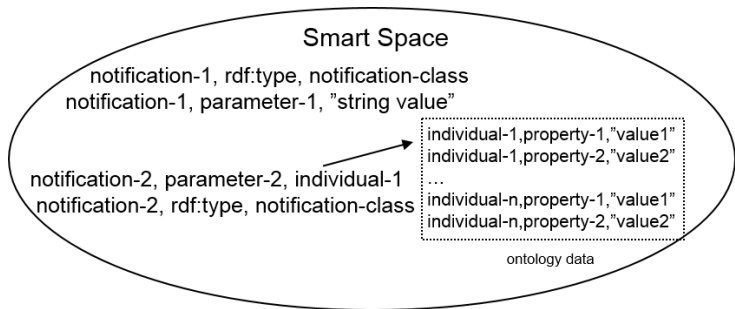 Smart Space
notification-1, rdf:type, notification-class
notification-1, parameter-1, ”string value”
notification-2, parameter-2, individual-1
notification-2, rdf:type, notification-class
individual-1,property-1,”value1”
individual-1,property-2,”value2”
...
individual-n,property-1,”value1”
individual-n,property-2,”value2”
ontology data